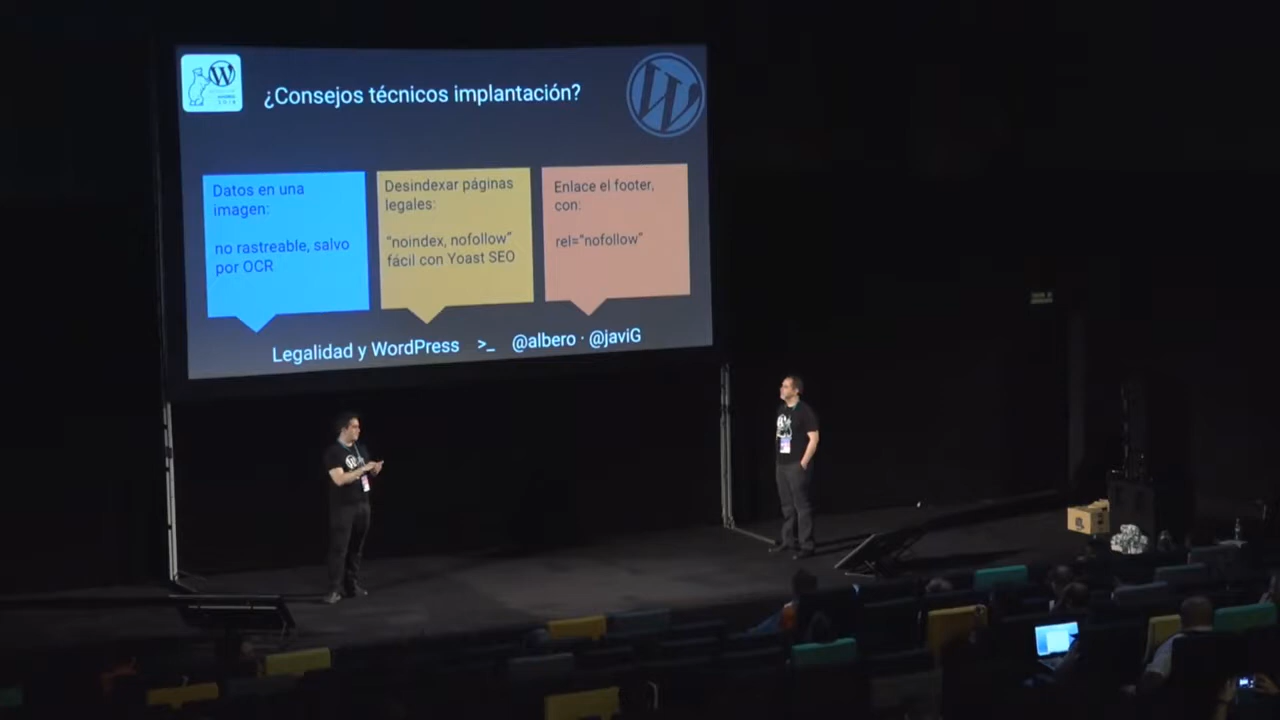 ¿Consejos técnicos implantación?
Datos en una
imagen:
no rastreable, salvo
por OCR
Desindexar páginas
legales:
"noindex, nofollow"
fácil con Yoast SEO
Enlace el footer,
con:
rel="nofollow"
Legalidad y WordPress >_ @albero · @javiG